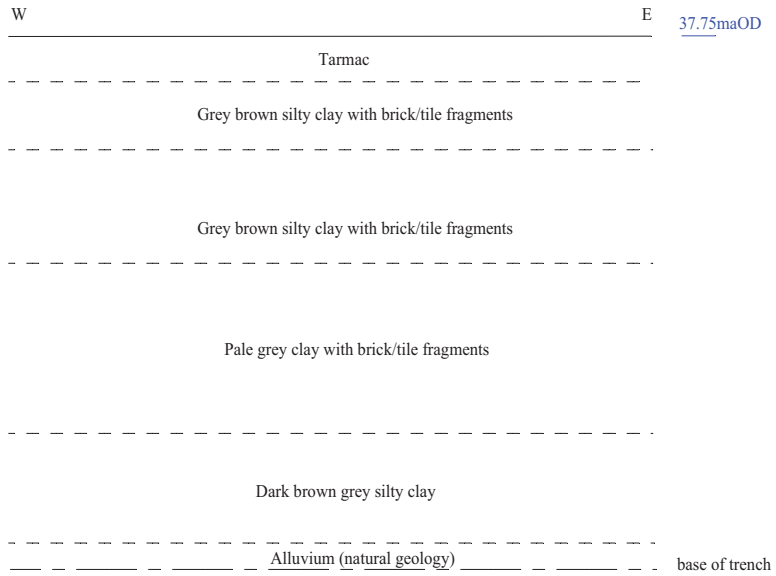 W
E
37.75maOD
Tarmac
Grey brown silty clay with brick/tile fragments
Grey brown silty clay with brick/tile fragments
Pale grey clay with brick/tile fragments
Dark brown grey silty clay
Alluvium (natural geology)
base of trench